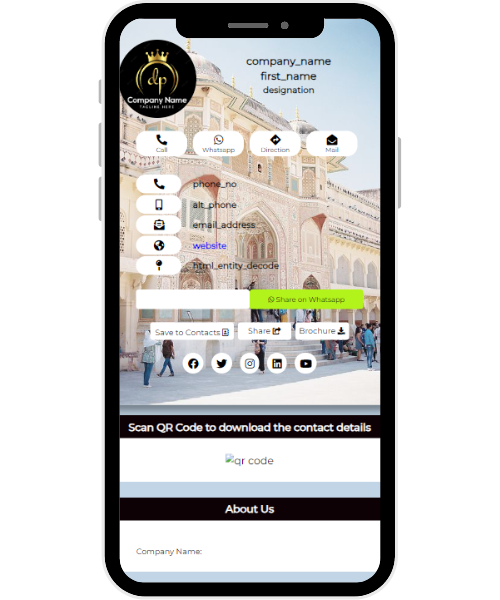 dp
Company Name
TAGLINE HERE
company_name
first_name
designation
Call Whatsapp Direction Mail
phone_no
alt_phone
email_address
website
html_entity_decode
Share on Whatsapp
Save to Contacts Share Brochure
Scan QR Code to download the contact details
qr code
About Us
Company Name: